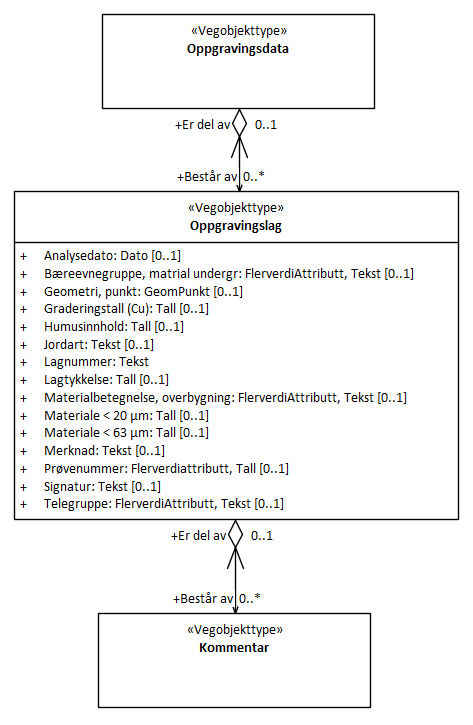 «Vegobjekttype»
Oppgravingsdata
+Er del av 0..1
+Består av 0..*
«Vegobjekttype»
Oppgravingslag
+ Analysedato: Dato [0..1]
+ Bæreevnegruppe, matrial undergr: FlerverdiAttributt, Tekst [0..1]
+ Geometri, punkt: GeomPunkt [0..1]
+ Graderingstall (Cu): Tall [0..1]
+ Humusinnhold: Tall [0..1]
+ Jordart: Tekst [0..1]
+ Lagnummer: Tekst
+ Lagtykkelse: Tall [0..1]
+ Materialbetegnelse, overbygning: FlerverdiAttributt, Tekst [0..1]
+ Materiale < 20 µm: Tall [0..1]
+ Materiale < 63 µm: Tall [0..1]
+ Merknad: Tekst [0..1]
+ Prøvenummer: Flerverdiattributt, Tall [0..1]
+ Signatur: Tekst [0..1]
+ Telegruppe: FlerverdiAttributt, Tekst [0..1]
+Er del av 0..1
+Består av 0..*
«Vegobjekttype»
Kommentar